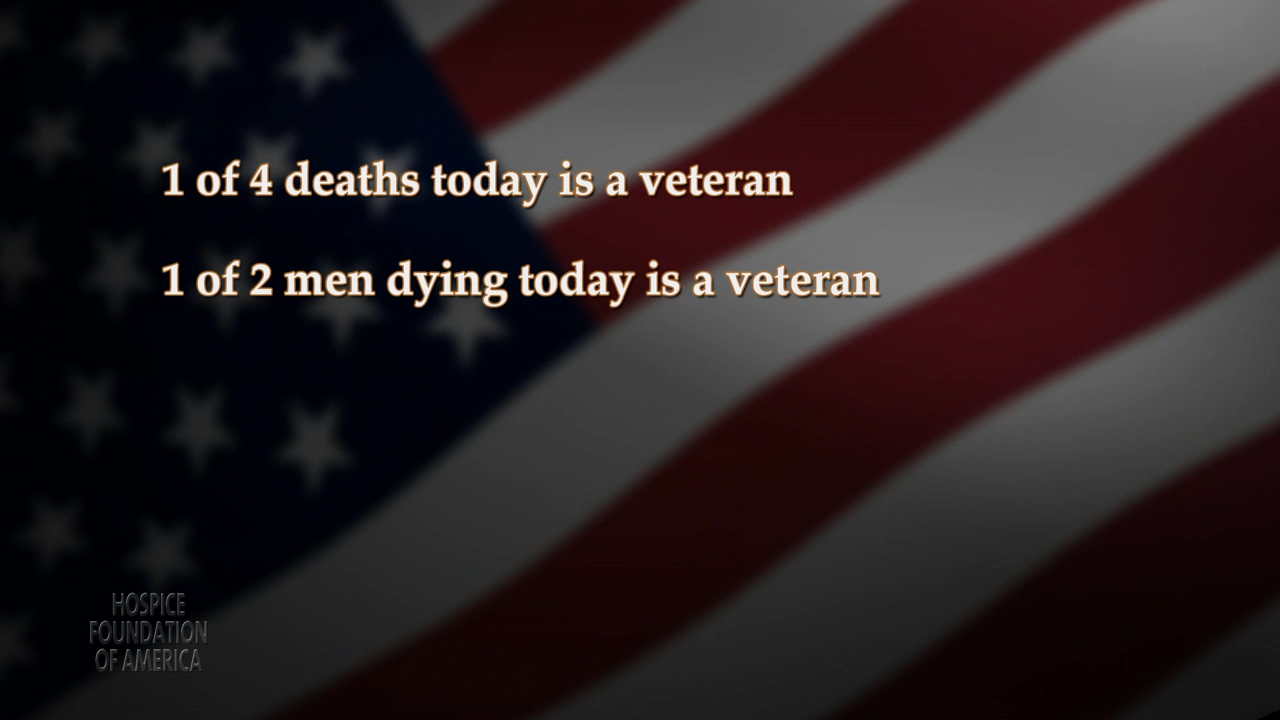 1 of 4 deaths today is a veteran
1 of 2 men dying today is a veteran
HOSPICE
FOUNDATION
OF AMERICA